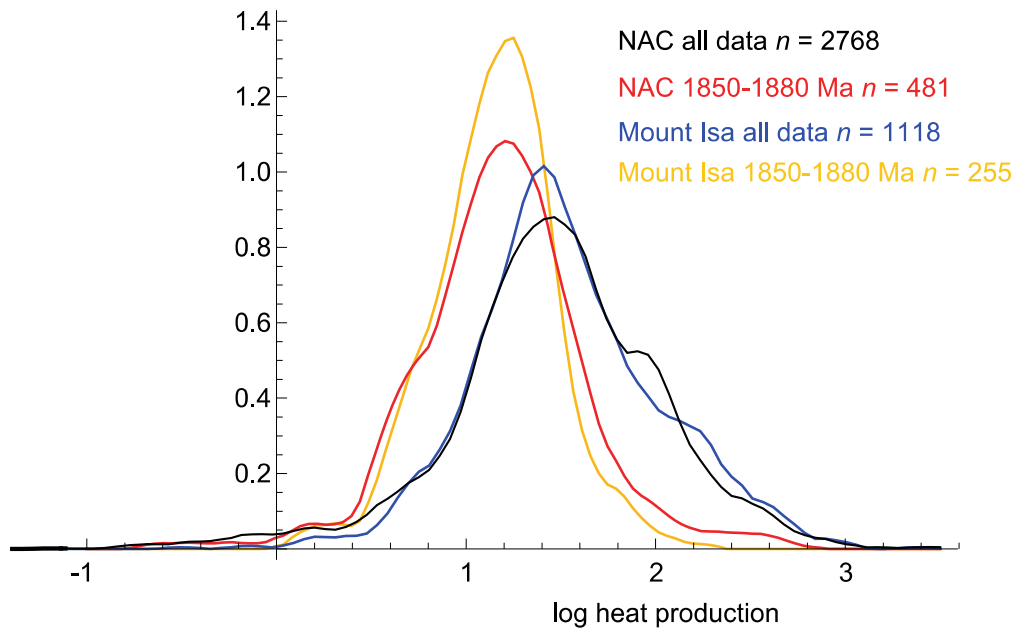 NAC all data n = 2768
NAC 1850-1880 Ma n = 481
Mount Isa all data n = 1118
Mount Isa 1850-1880 Ma n = 255
1.4
1.2
1.0
0.8
0.6
0.4
0.2
-1 1 2 3
log heat production